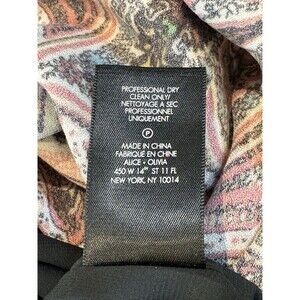 PROFESSIONAL DRY
CLEAN ONLY/
NETTOYAGE A SEC
PROFESSIONNEL
UNIQUEMENT
P
MADE IN CHINA
FABRIQUÉ EN CHINE
ALICE + OLIVIA
450 W 14TH ST 11 FL
NEW YORK, NY 10014